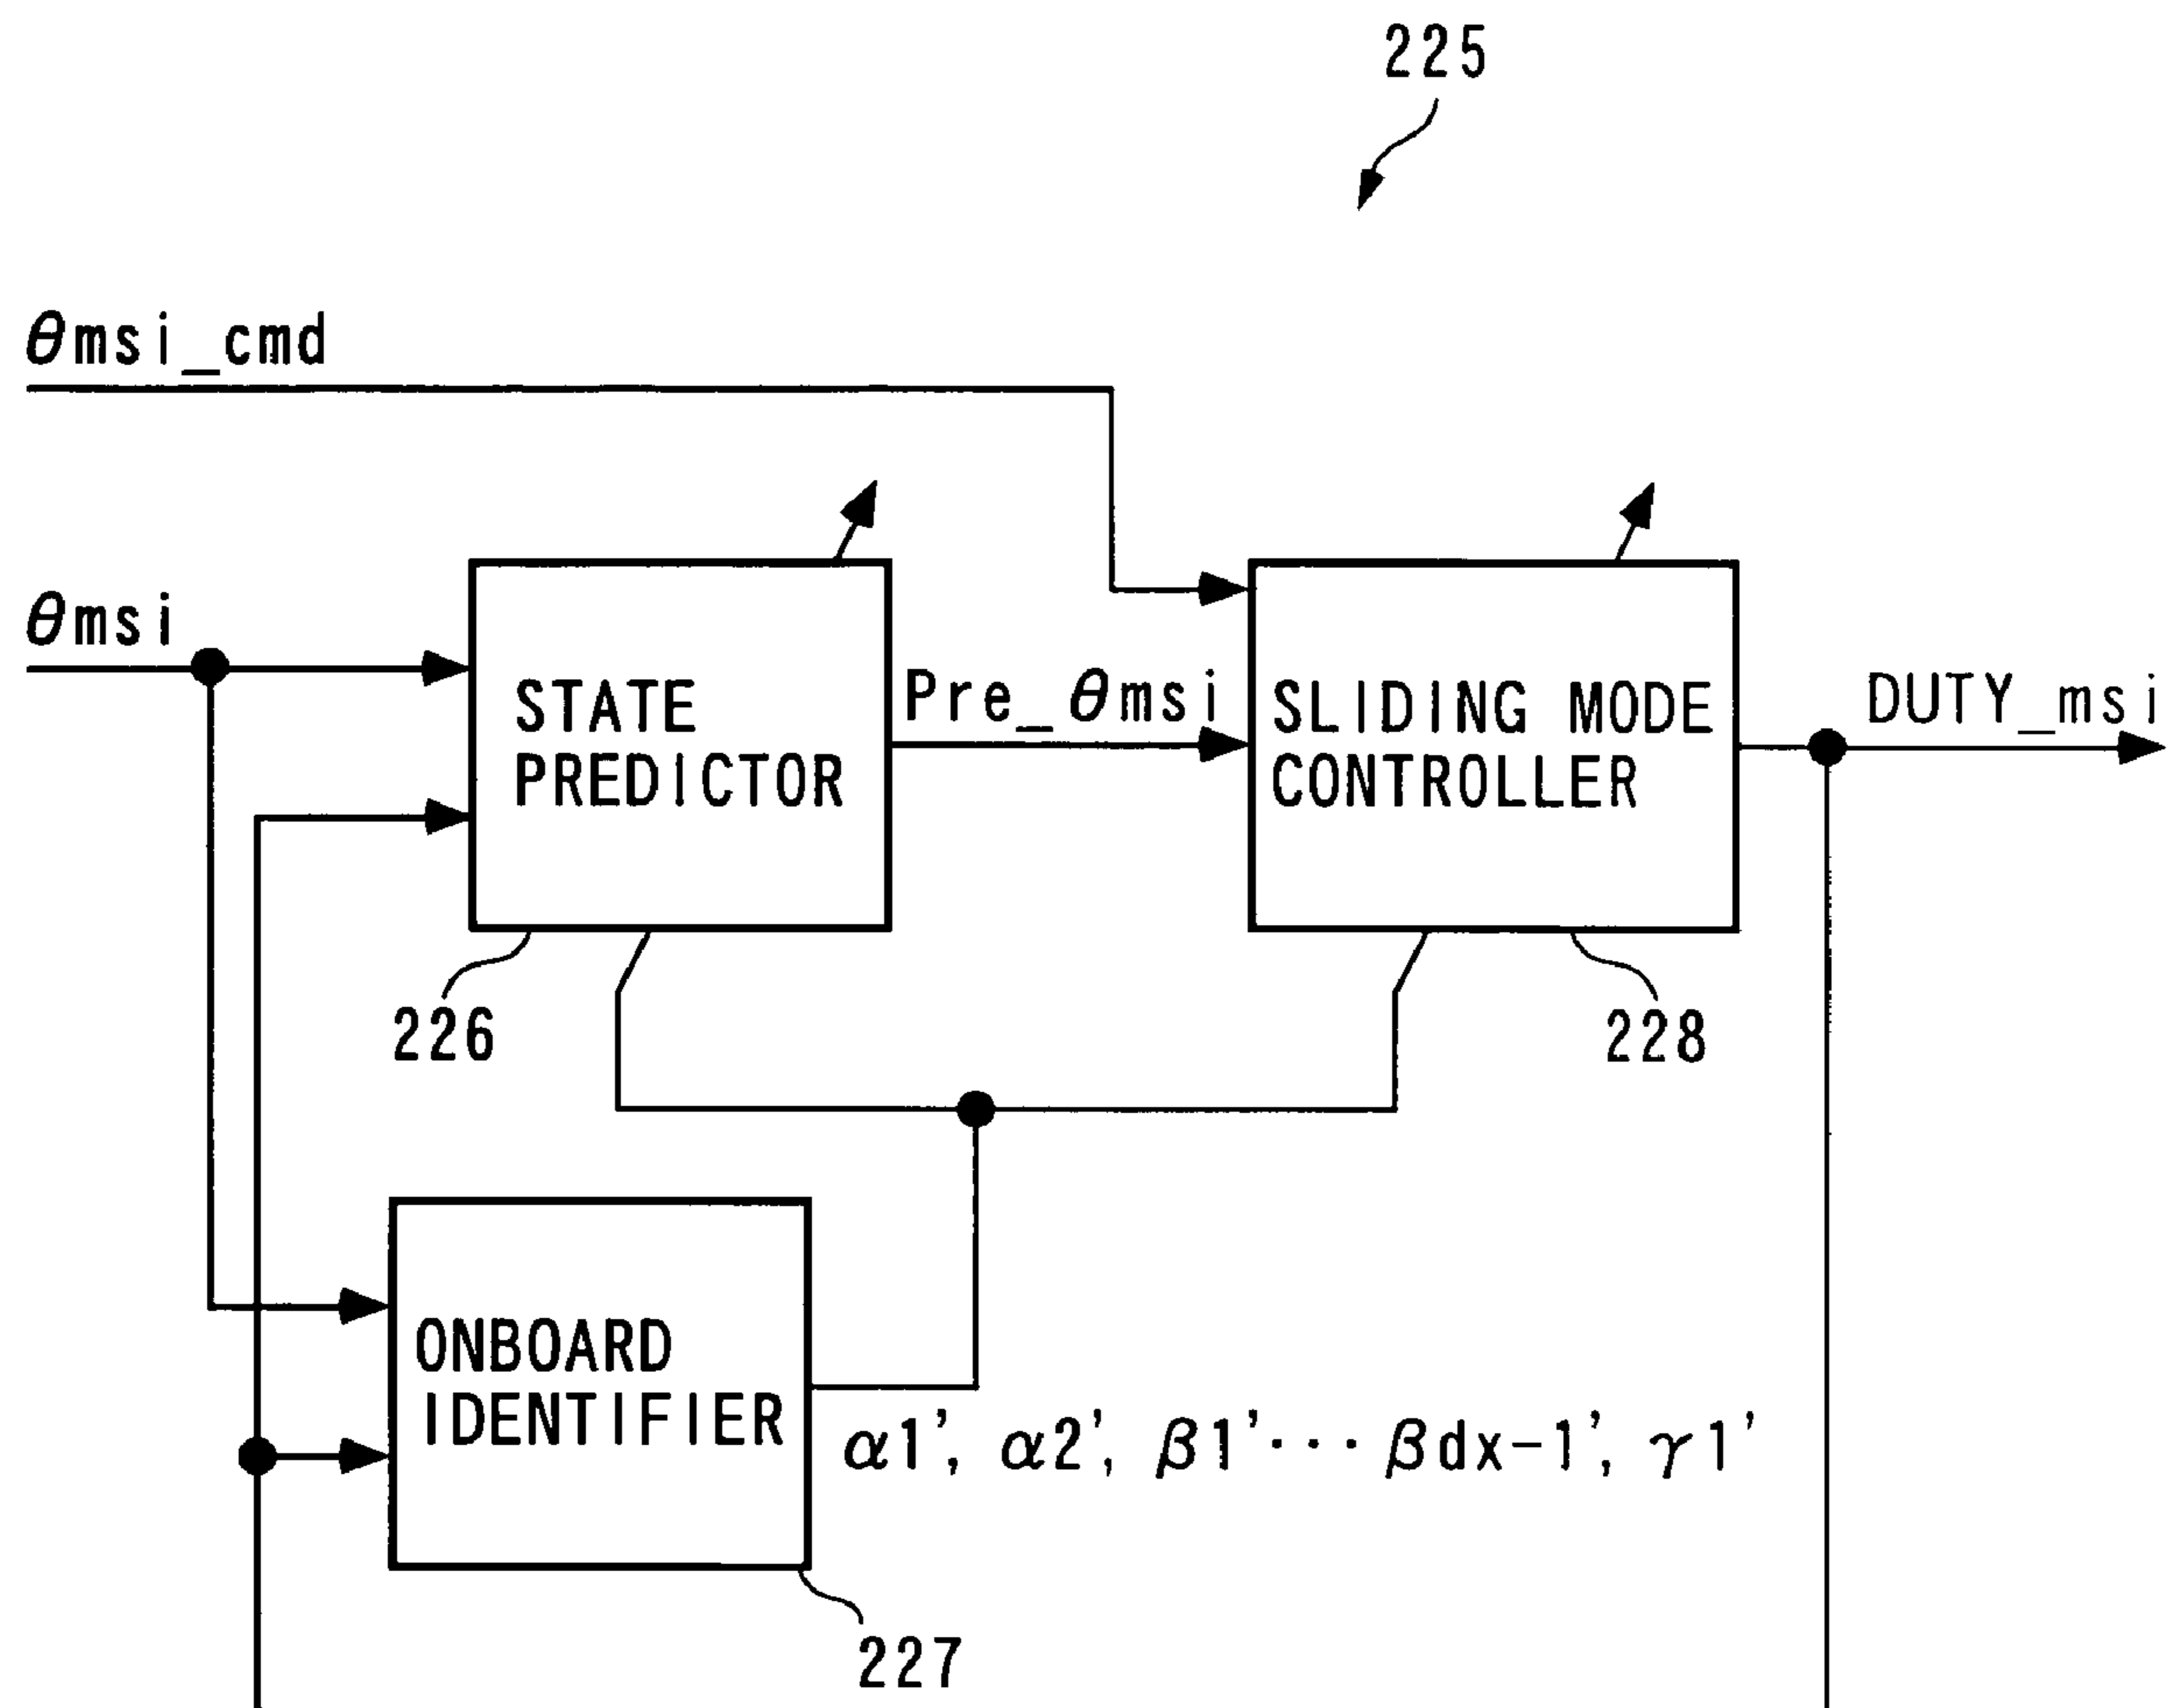 225
θmsi_cmd
θmsi
STATE
PREDICTOR
Pre_θmsi
SLIDING MODE
CONTROLLER
DUTY_msi
226
228
ONBOARD
IDENTIFIER
α1', α2', β1'··· βdx-1', γ1'
227